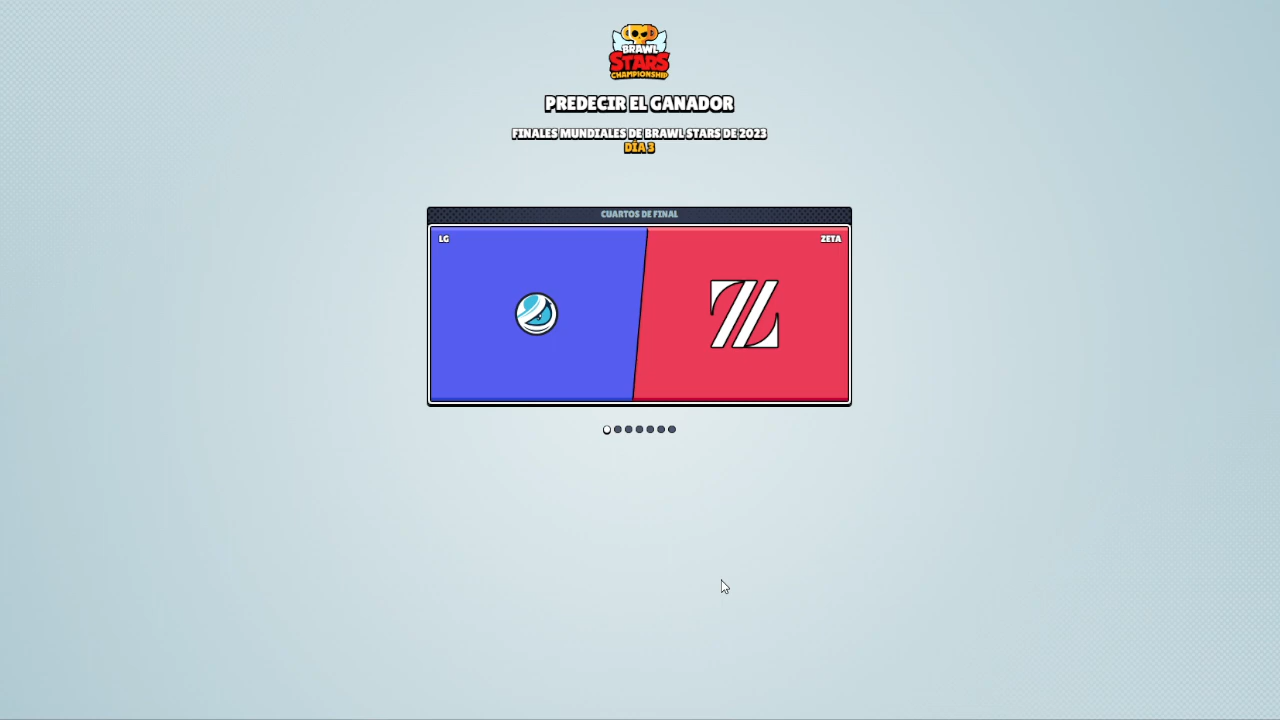 BRAWL
STARS
CHAMPIONSHIP
PREDECIR EL GANADOR
FINALES MUNDIALES DE BRAWL STARS DE 2023
DÍA 3
CUARTOS DE FINAL
LG
ZETA